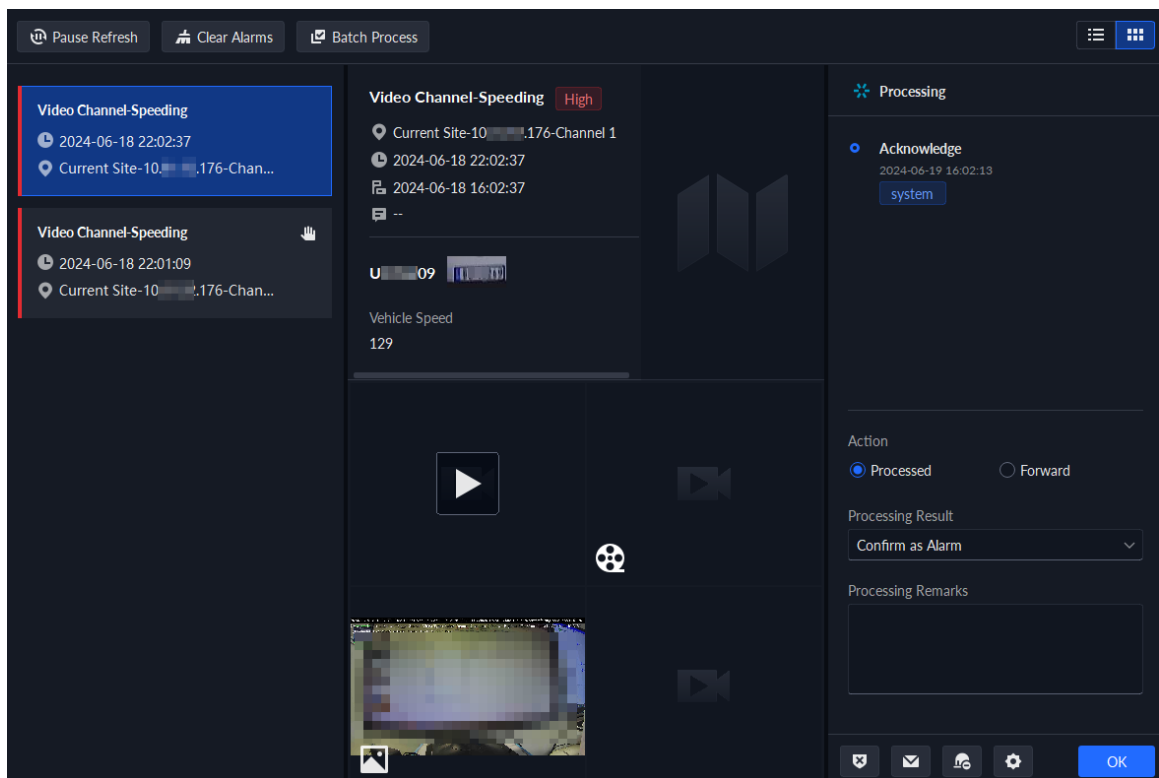 Pause Refresh
Clear Alarms
Batch Process
Video Channel-Speeding
2024-06-18 22:02:37
Current Site-10. .176-Chan...
Video Channel-Speeding
2024-06-18 22:01:09
Current Site-10 .176-Chan...
Video Channel-Speeding High
Current Site-10 .176-Channel 1
2024-06-18 22:02:37
2024-06-18 16:02:37
--
U 09
Vehicle Speed
129
Processing
Acknowledge
2024-06-19 16:02:13
system
Action
Processed Forward
Processing Result
Confirm as Alarm
Processing Remarks
OK